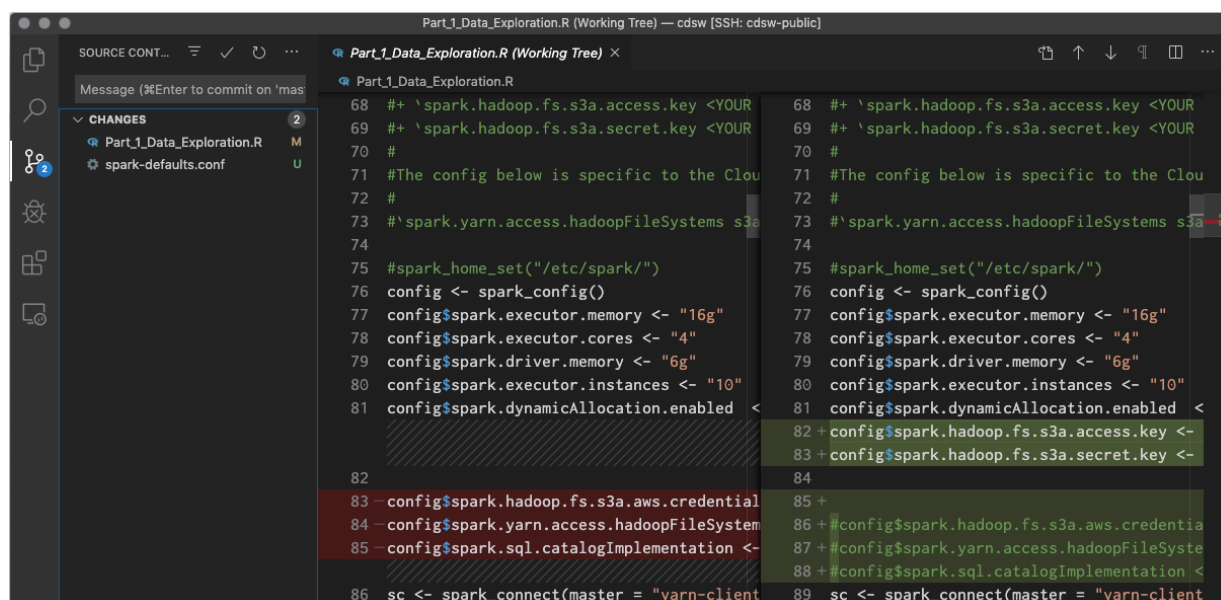 Part_1_Data_Exploration.R (Working Tree) — cdsw [SSH: cdsw-public]
SOURCE CONT...
Message (⌘Enter to commit on 'mas
CHANGES 2
Part_1_Data_Exploration.R M
spark-defaults.conf U
2
Part_1_Data_Exploration.R (Working Tree) ×
Part_1_Data_Exploration.R
68 #+ `spark.hadoop.fs.s3a.access.key <YOUR
69 #+ `spark.hadoop.fs.s3a.secret.key <YOUR
70 #
71 #The config below is specific to the Clou
72 #
73 #`spark.yarn.access.hadoopFileSystems s3a
74
75 #spark_home_set("/etc/spark/")
76 config <- spark_config()
77 config$spark.executor.memory <- "16g"
78 config$spark.executor.cores <- "4"
79 config$spark.driver.memory <- "6g"
80 config$spark.executor.instances <- "10"
81 config$spark.dynamicAllocation.enabled <
82
83 -config$spark.hadoop.fs.s3a.aws.credential
84 -config$spark.yarn.access.hadoopFileSystem
85 -config$spark.sql.catalogImplementation <-
86 sc <- spark_connect(master = "yarn-client
68 #+ `spark.hadoop.fs.s3a.access.key <YOUR
69 #+ `spark.hadoop.fs.s3a.secret.key <YOUR
70 #
71 #The config below is specific to the Clou
72 #
73 #`spark.yarn.access.hadoopFileSystems s3a
74
75 #spark_home_set("/etc/spark/")
76 config <- spark_config()
77 config$spark.executor.memory <- "16g"
78 config$spark.executor.cores <- "4"
79 config$spark.driver.memory <- "6g"
80 config$spark.executor.instances <- "10"
81 config$spark.dynamicAllocation.enabled <
82 +config$spark.hadoop.fs.s3a.access.key <-
83 +config$spark.hadoop.fs.s3a.secret.key <-
84
85 +
86 +#config$spark.hadoop.fs.s3a.aws.credentia
87 +#config$spark.yarn.access.hadoopFileSyste
88 +#config$spark.sql.catalogImplementation <
89 sc <- spark_connect(master = "yarn-client